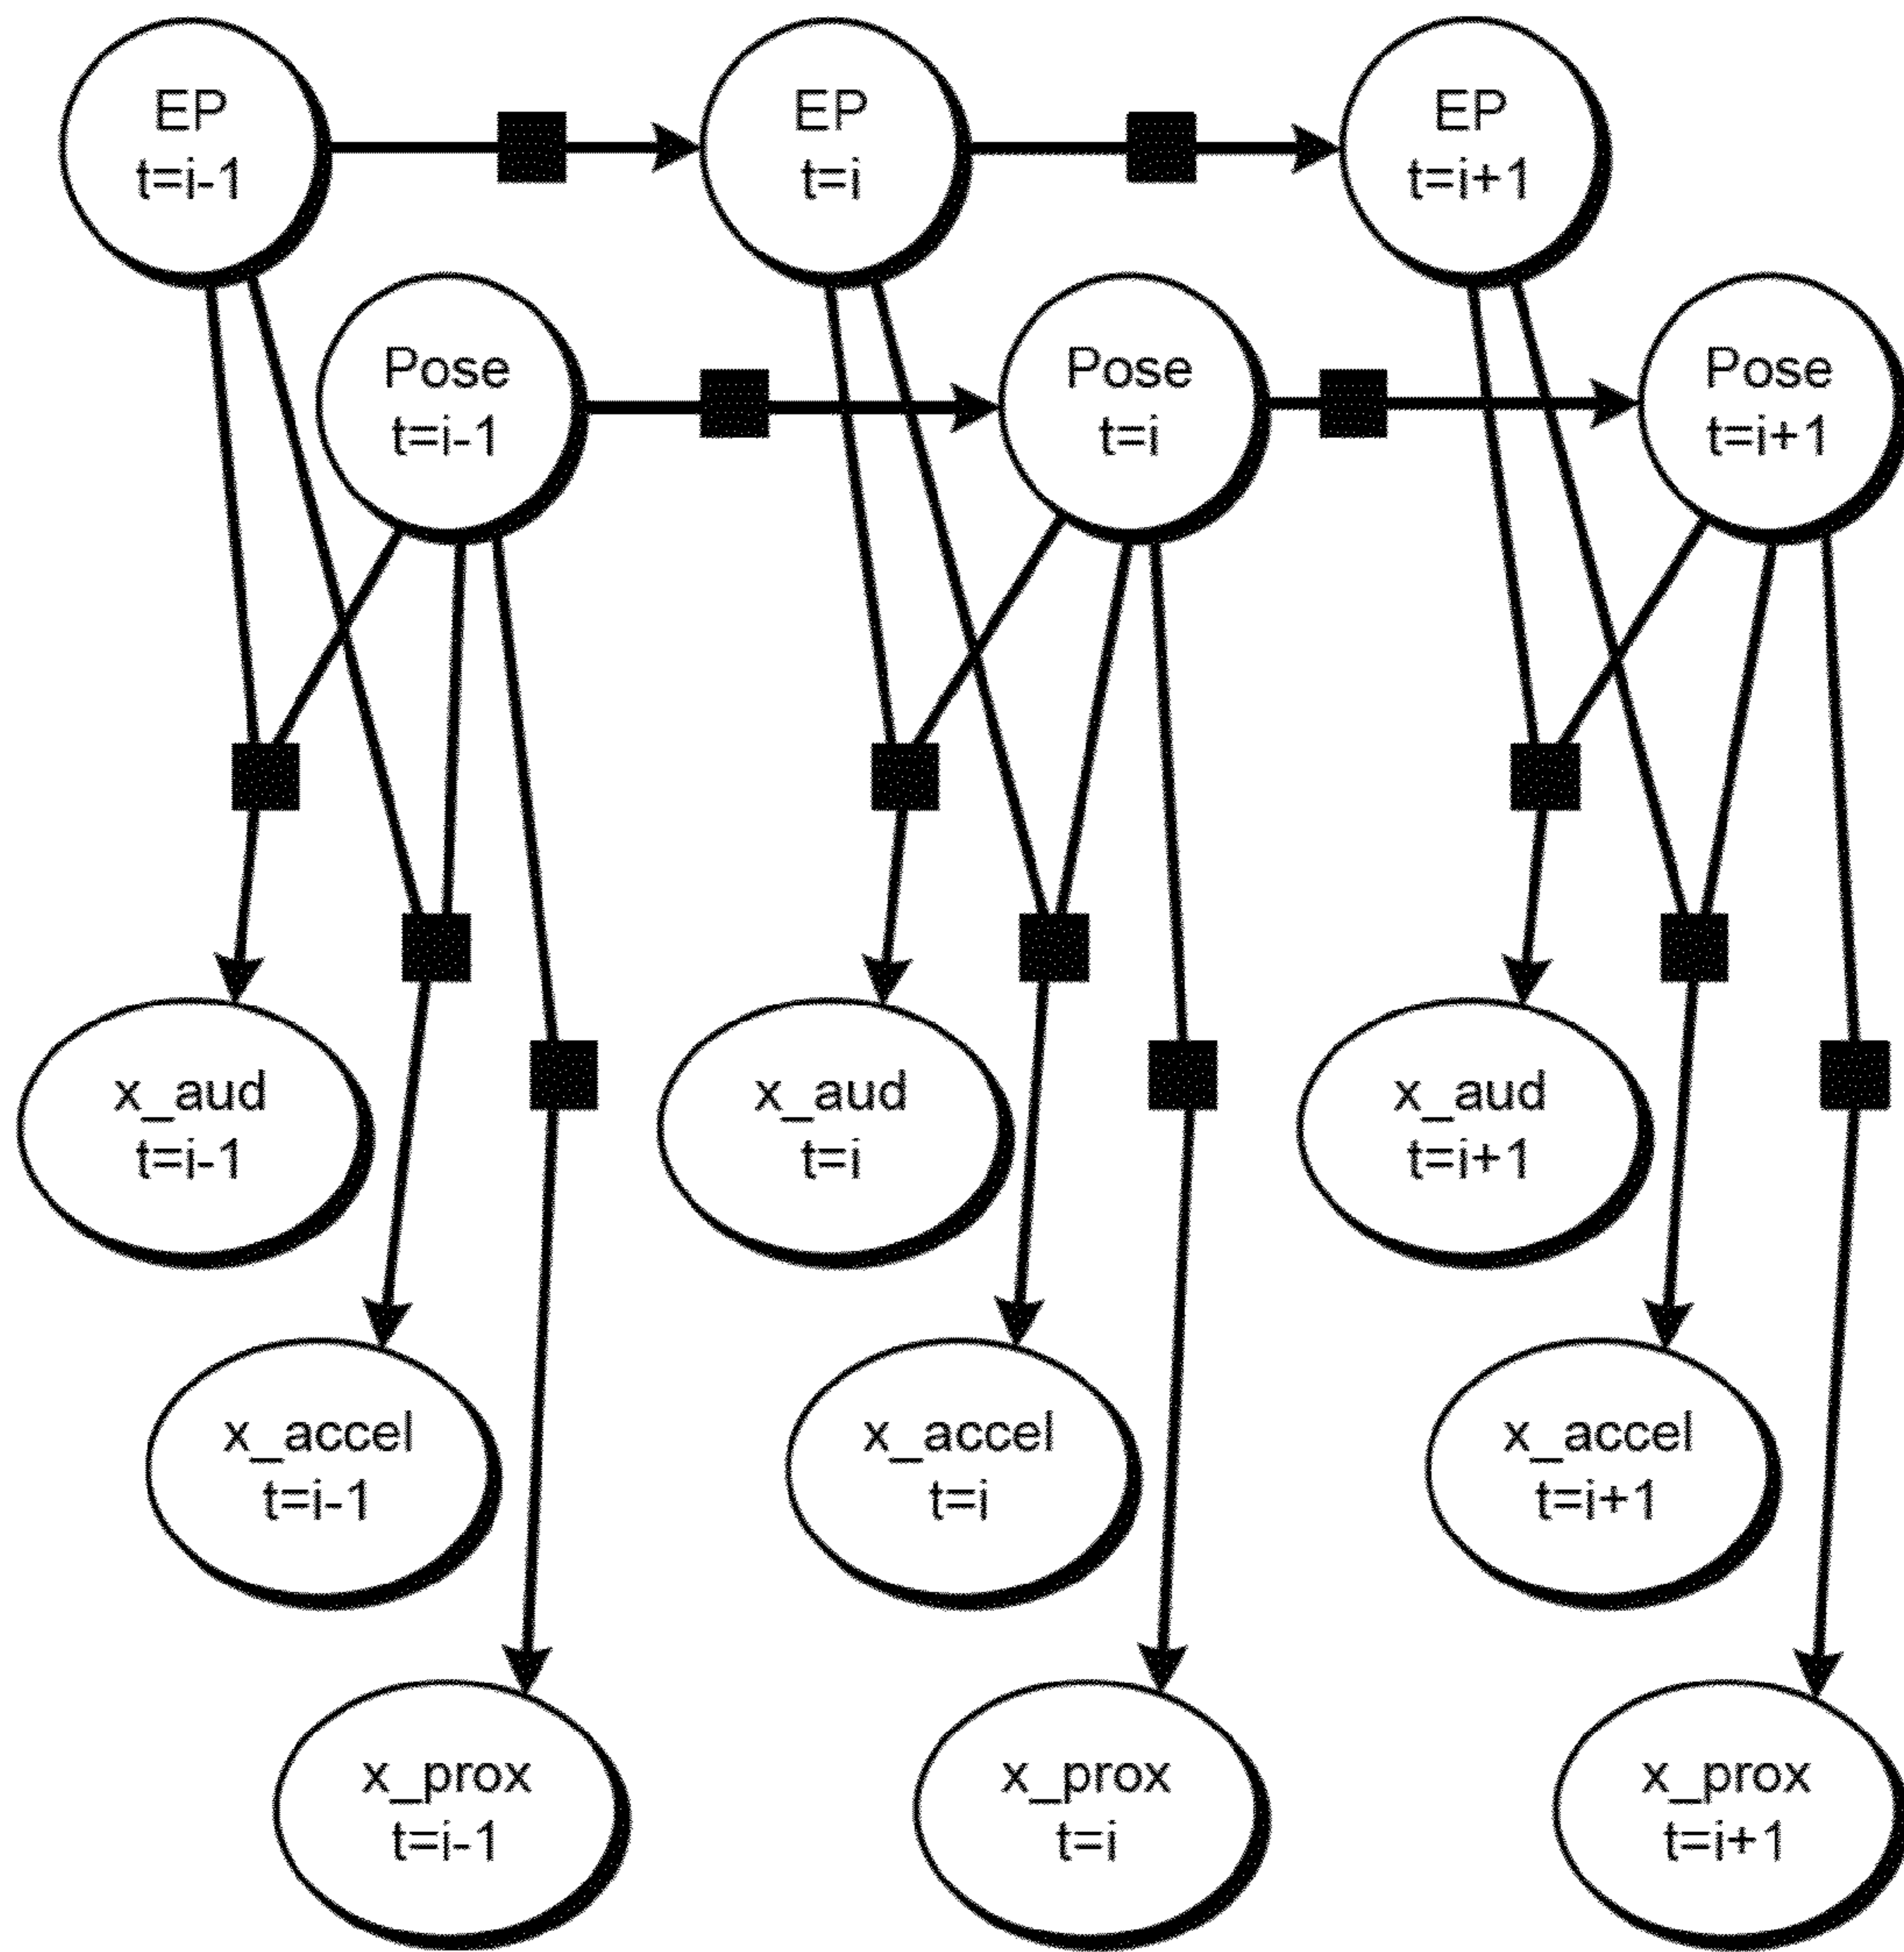 EP
t=i-1
EP
t=i
EP
t=i+1
Pose
t=i-1
Pose
t=i
Pose
t=i+1
x_aud
t=i-1
x_aud
t=i
x_aud
t=i+1
x_accel
t=i-1
x_accel
t=i
x_accel
t=i+1
x_prox
t=i-1
x_prox
t=i
x_prox
t=i+1